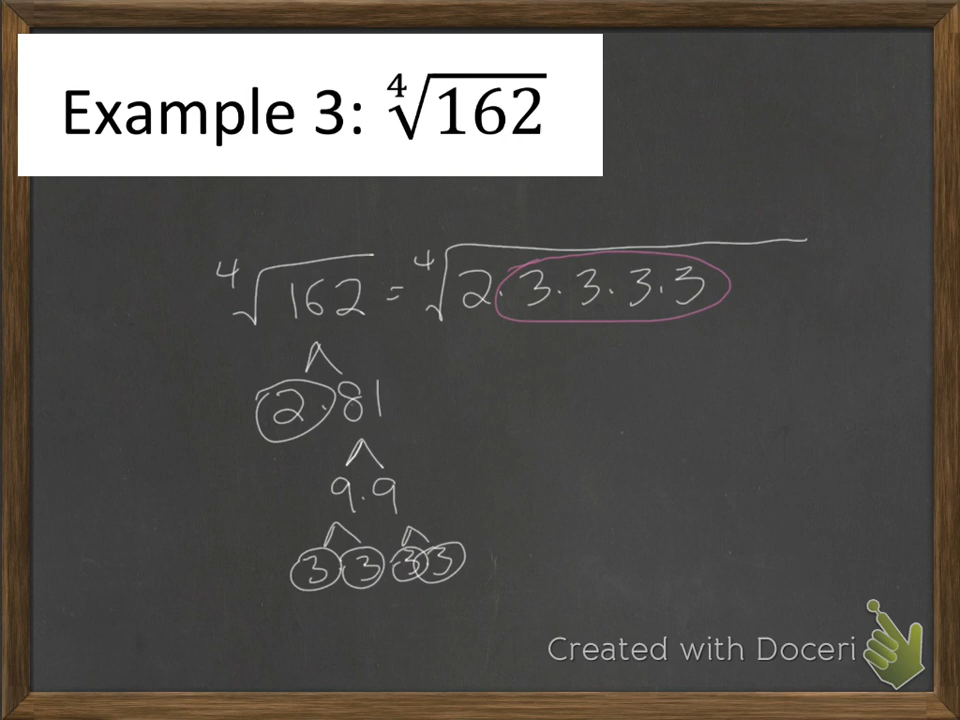 Example 3: ∜162
∜162 = ∜2·3·3·3·3
2·81
9·9
3 3 3 3
Created with Doceri